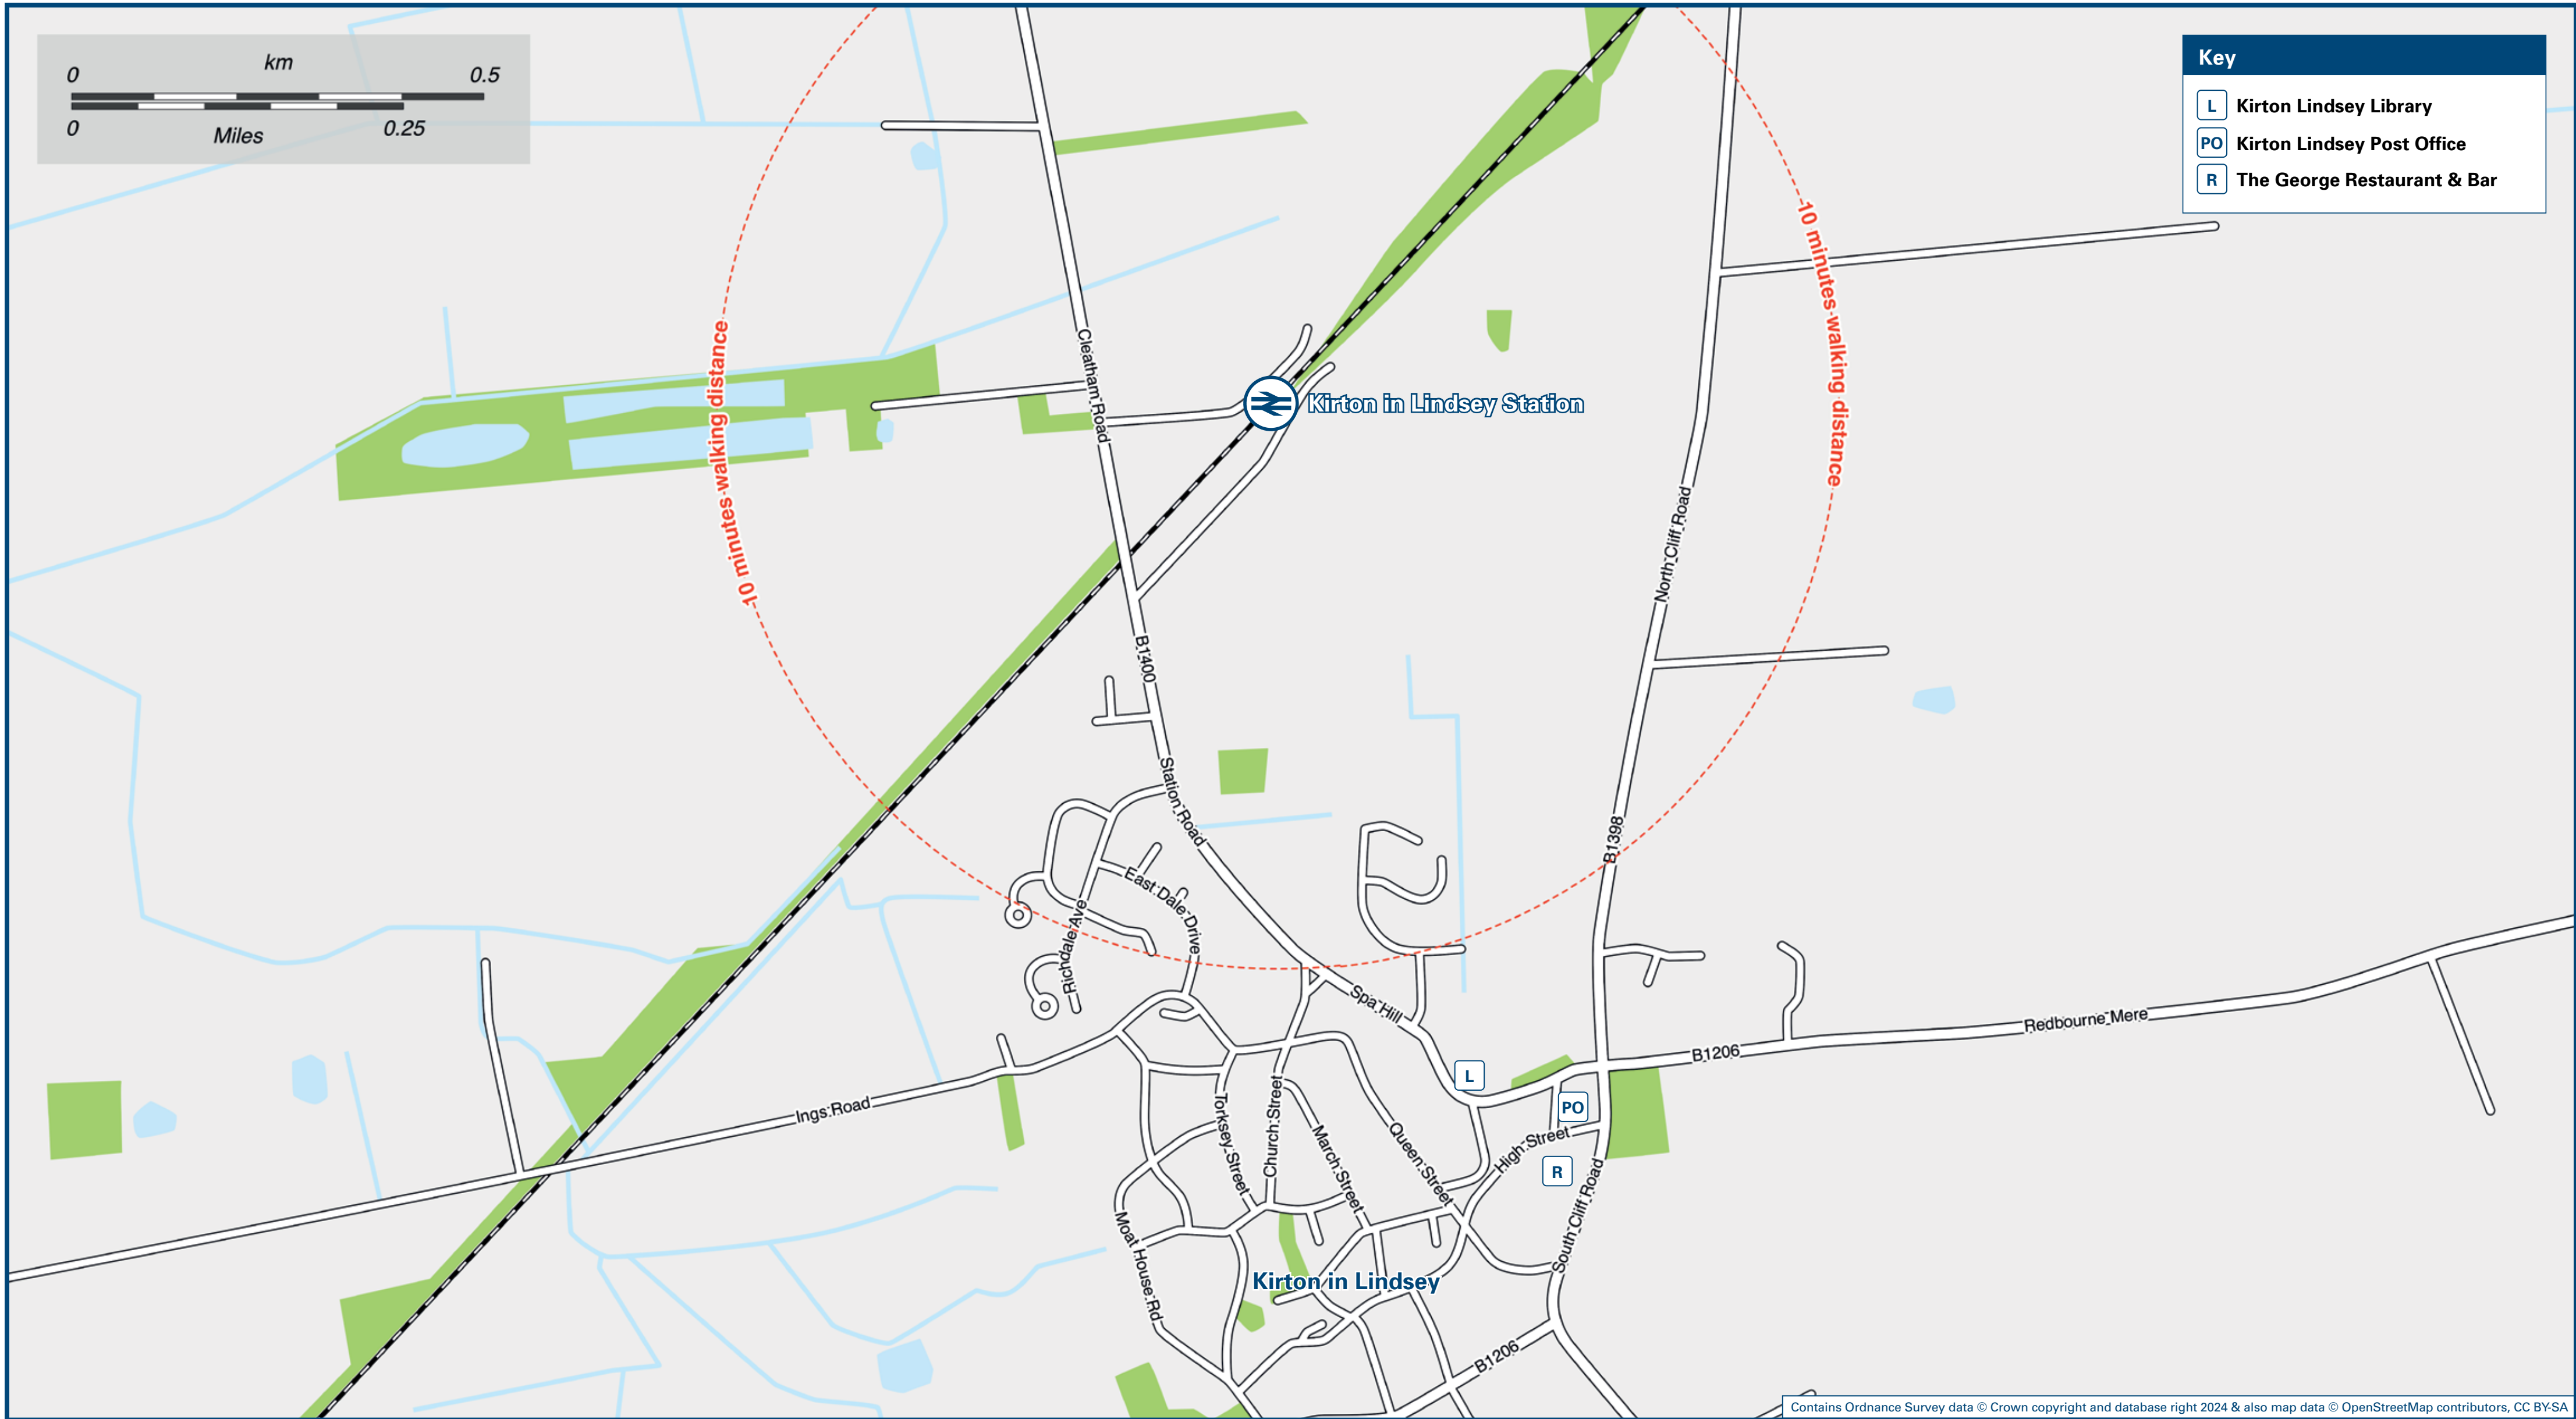 km
0 0.5
0 0.25
Miles
Key
L Kirton Lindsey Library
PO Kirton Lindsey Post Office
R The George Restaurant & Bar
10 minutes walking distance
10 minutes walking distance
Cleatham Road
Kirton in Lindsey Station
North Cliff Road
B1400
Station Road
B1398
East Dale Drive
Richdale Ave
Spa Hill
Redbourne Mere
B1206
L
PO
Ings Road
Torksey Street
Church Street
March Street
Queen Street
High Street
R
South Cliff Road
Moat House Rd
Kirton in Lindsey
B1206
Contains Ordnance Survey data © Crown copyright and database right 2024 & also map data © OpenStreetMap contributors, CC BY-SA